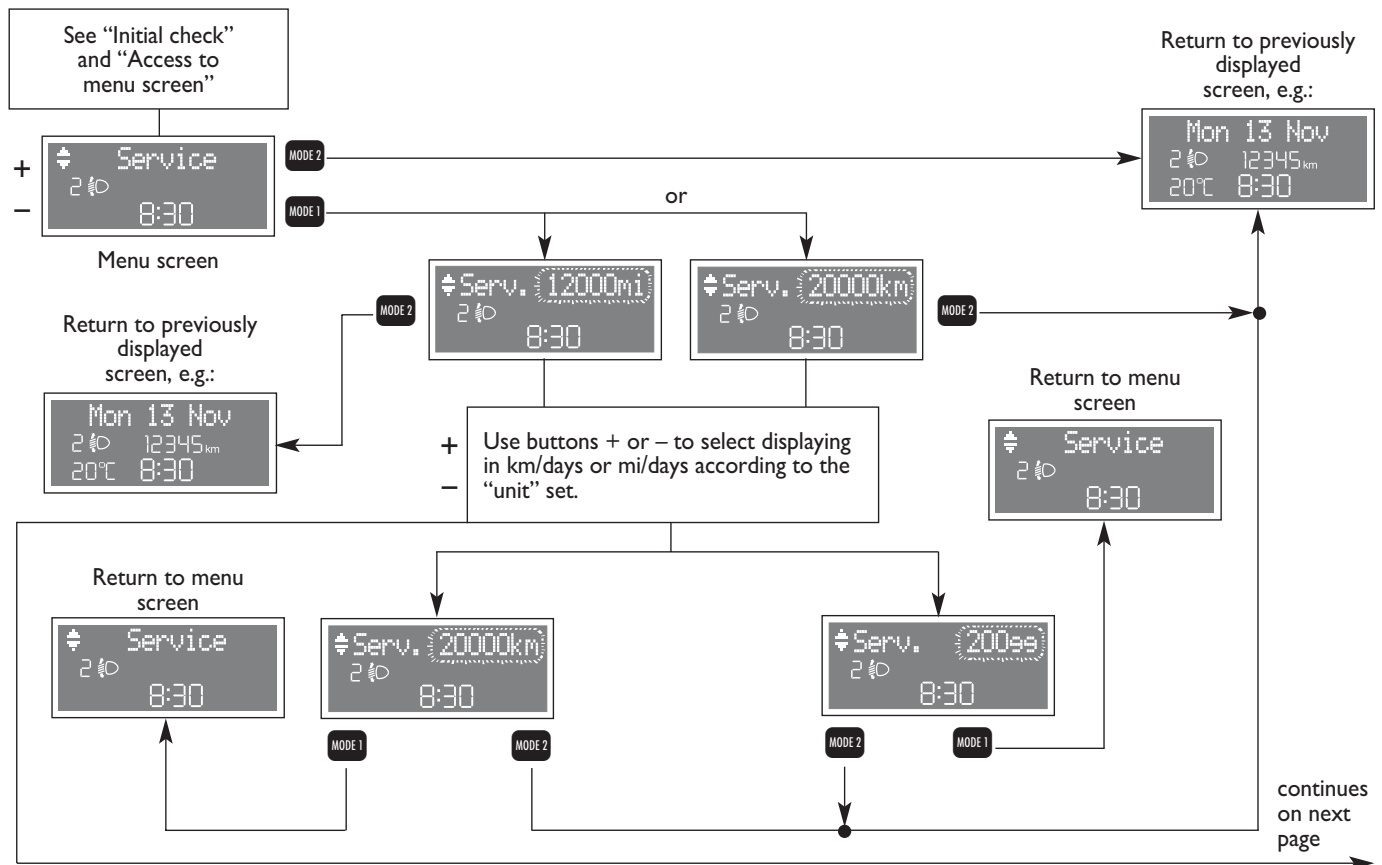 See “Initial check”
and “Access to
menu screen”
Return to previously
displayed
screen, e.g.:
+
–
Service
2
8:30
MODE 2
MODE 1
Menu screen
or
Mon 13 Nov
2 12345 km
20°C 8:30
Serv. 12000mi
2
8:30
MODE 2
Serv. 20000km
2
8:30
MODE 2
Return to previously
displayed
screen, e.g.:
Mon 13 Nov
2 12345 km
20°C 8:30
+
–
Use buttons + or – to select displaying
in km/days or mi/days according to the
“unit” set.
Return to menu
screen
Service
2
8:30
Return to menu
screen
Service
2
8:30
Serv. 20000km
2
8:30
MODE 1
MODE 2
Serv. 200gg
2
8:30
MODE 2
MODE 1
continues
on next
page